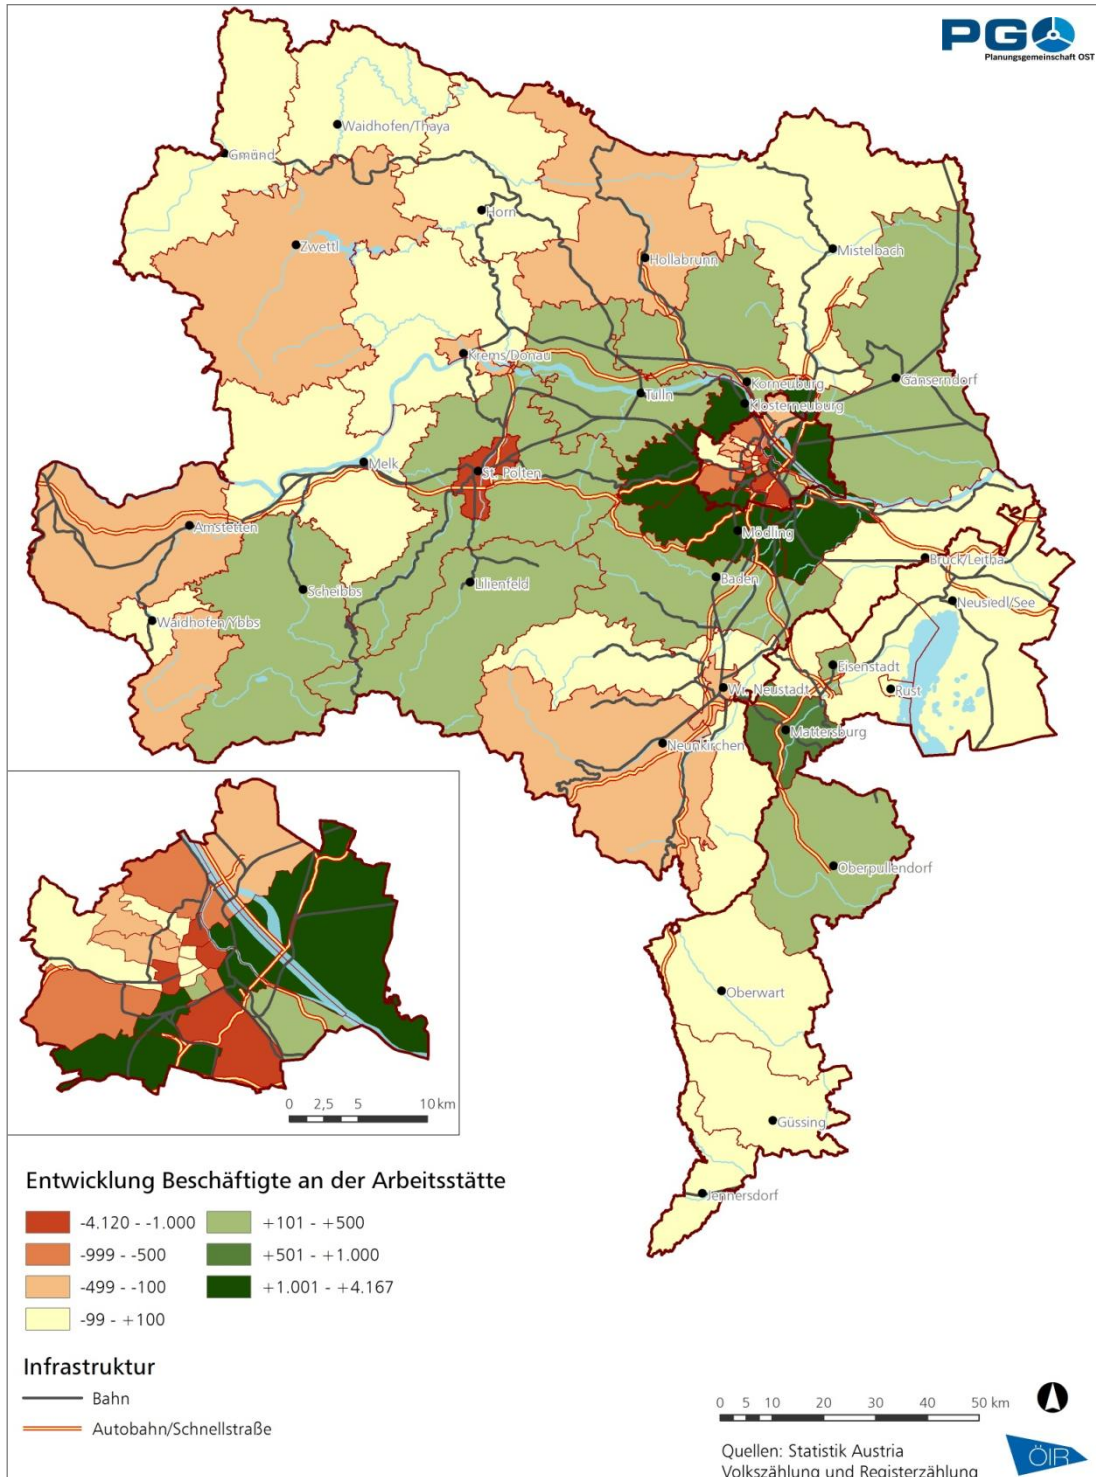 PGO
Planungsgemeinschaft OST
Waidhofen/Thaya
Gmünd
Horn
Zwettl
Hollabrunn
Mistelbach
Krems/Donau
Korneuburg
Gänserndorf
Tulln
Klosterneuburg
Melk
St. Pölten
Amstetten
Mödling
Bruck/Leitha
Baden
Lilienfeld
Scheibbs
Neusiedl/See
Waidhofen/Ybbs
Eisenstadt
Rust
Wr. Neustadt
Mattersburg
Neunkirchen
Oberpullendorf
Oberwart
Güssing
Jennersdorf
0 2,5 5 10 km
Entwicklung Beschäftigte an der Arbeitsstätte
-4.120 - -1.000
-999 - -500
-499 - -100
-99 - +100
+101 - +500
+501 - +1.000
+1.001 - +4.167
Infrastruktur
Bahn
Autobahn/Schnellstraße
0 5 10 20 30 40 50 km
Quellen: Statistik Austria
Volkszählung und Registerzählung
ÖIR